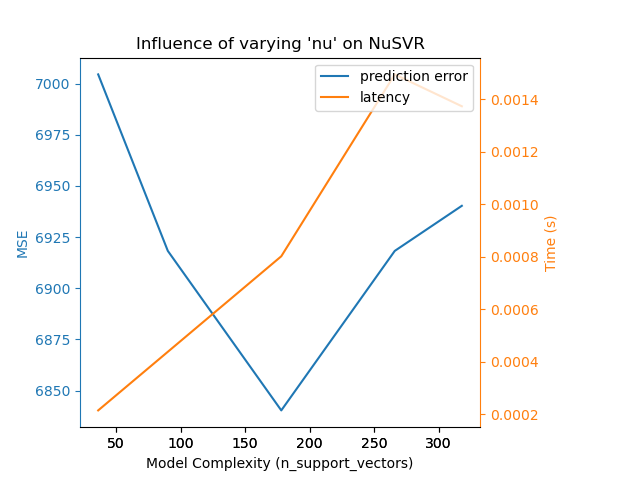 Influence of varying 'nu' on NuSVR
prediction error
latency
7000
6975
6950
6925
6900
6875
6850
MSE
0.0014
0.0012
0.0010
0.0008
0.0006
0.0004
0.0002
Time (s)
50 100 150 200 250 300
Model Complexity (n_support_vectors)